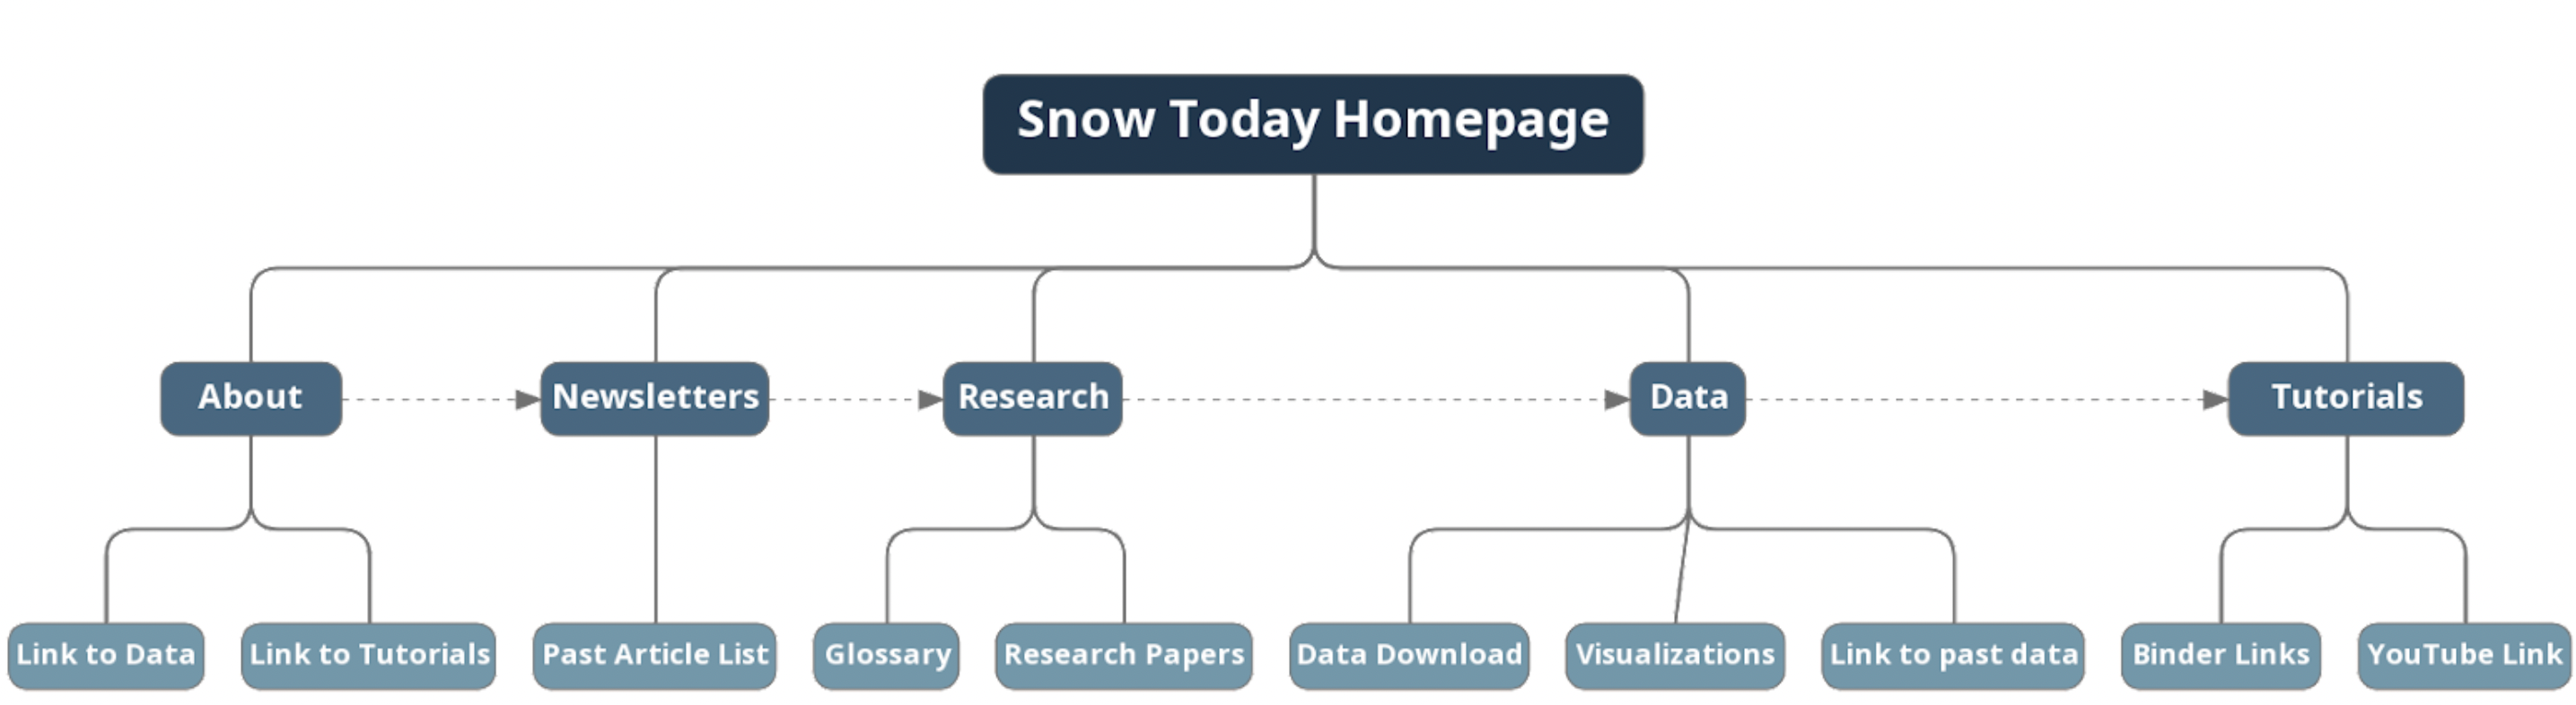 Snow Today Homepage
About
Newsletters
Research
Data
Tutorials
Link to Data
Link to Tutorials
Past Article List
Glossary
Research Papers
Data Download
Visualizations
Link to past data
Binder Links
YouTube Link